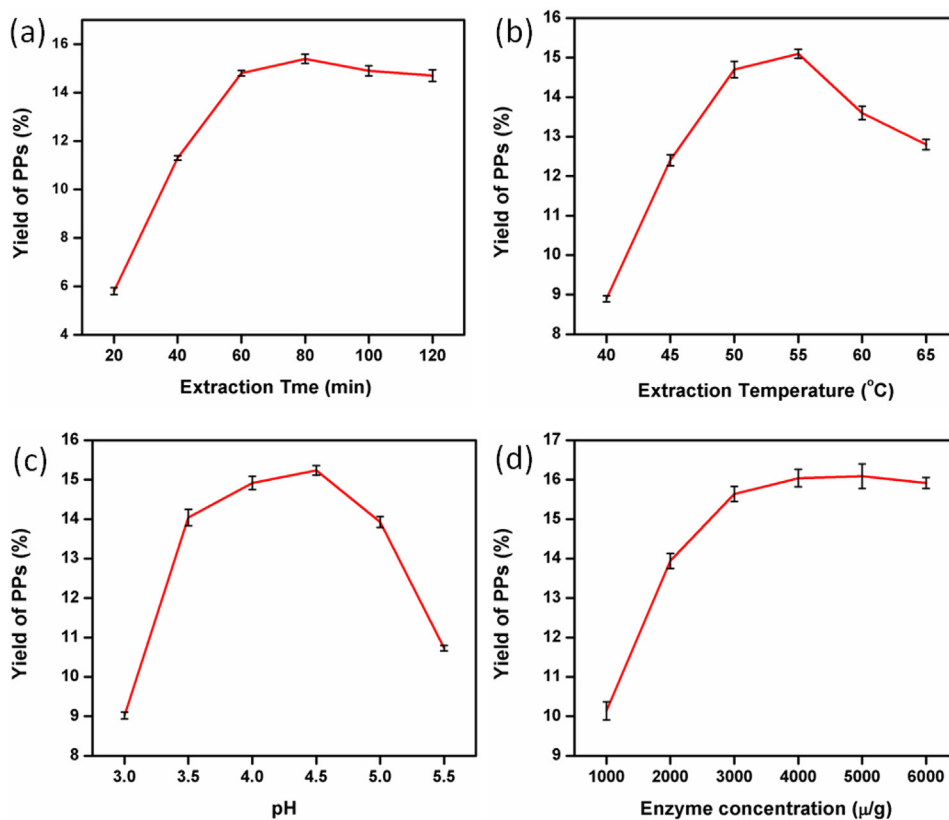 (a)
16
14
12
10
8
6
4
Yield of PPs (%)
20 40 60 80 100 120
Extraction Tme (min)
(b)
16
15
14
13
12
11
10
9
8
Yield of PPs (%)
40 45 50 55 60 65
Extraction Temperature (°C)
(c)
16
15
14
13
12
11
10
9
8
Yield of PPs (%)
3.0 3.5 4.0 4.5 5.0 5.5
pH
(d)
17
16
15
14
13
12
11
10
9
Yield of PPs (%)
1000 2000 3000 4000 5000 6000
Enzyme concentration (μ/g)